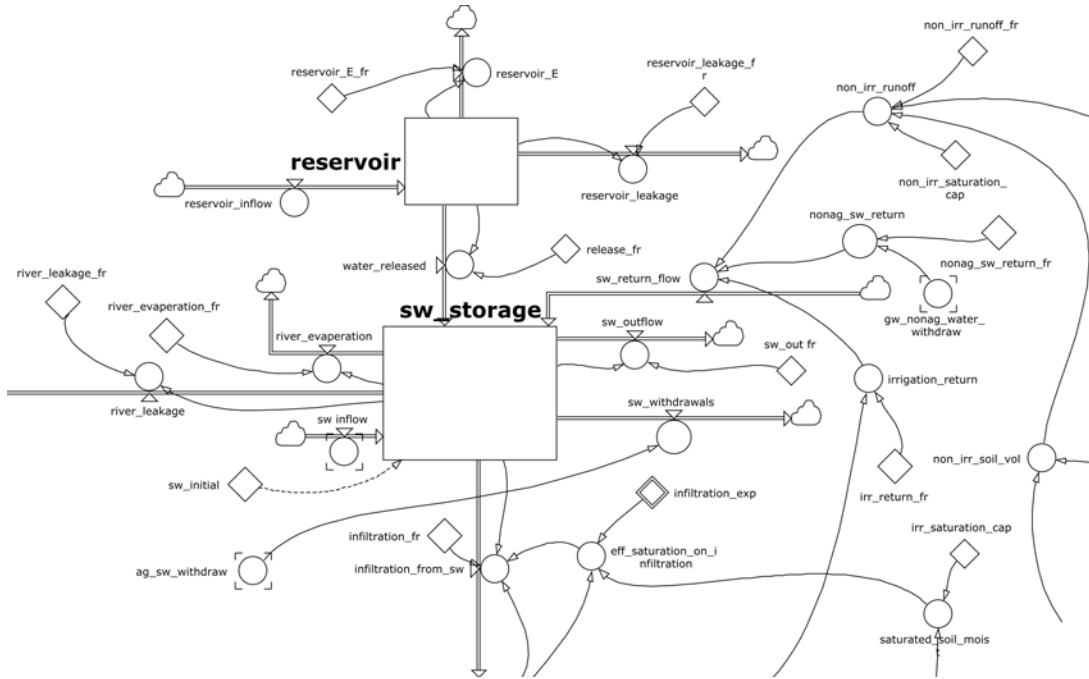 non_irr_runoff_fr
reservoir_E_fr
reservoir_E
reservoir_leakage_f
r
non_irr_runoff
reservoir
reservoir_inflow
reservoir_leakage
non_irr_saturation_
cap
nonag_sw_return
water_released
release_fr
nonag_sw_return_fr
river_leakage_fr
sw_return_flow
river_evaperation_fr
sw_storage
gw_nonag_water_
withdraw
river_evaperation
sw_outflow
sw_out fr
irrigation_return
river_leakage
sw_withdrawals
sw inflow
non_irr_soil_vol
sw_initial
infiltration_exp
irr_return_fr
infiltration_fr
irr_saturation_cap
eff_saturation_on_i
nfiltration
ag_sw_withdraw
infiltration_from_sw
saturated_soil_mois
t